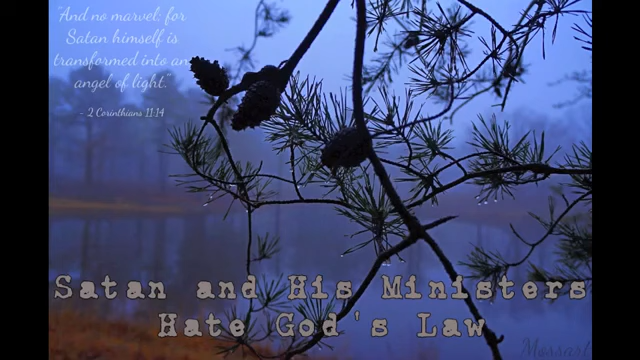 "And no marvel; for
Satan himself is
transformed into an
angel of light."
- 2 Corinthians 11:14
Satan and His Ministers
Hate God's Law